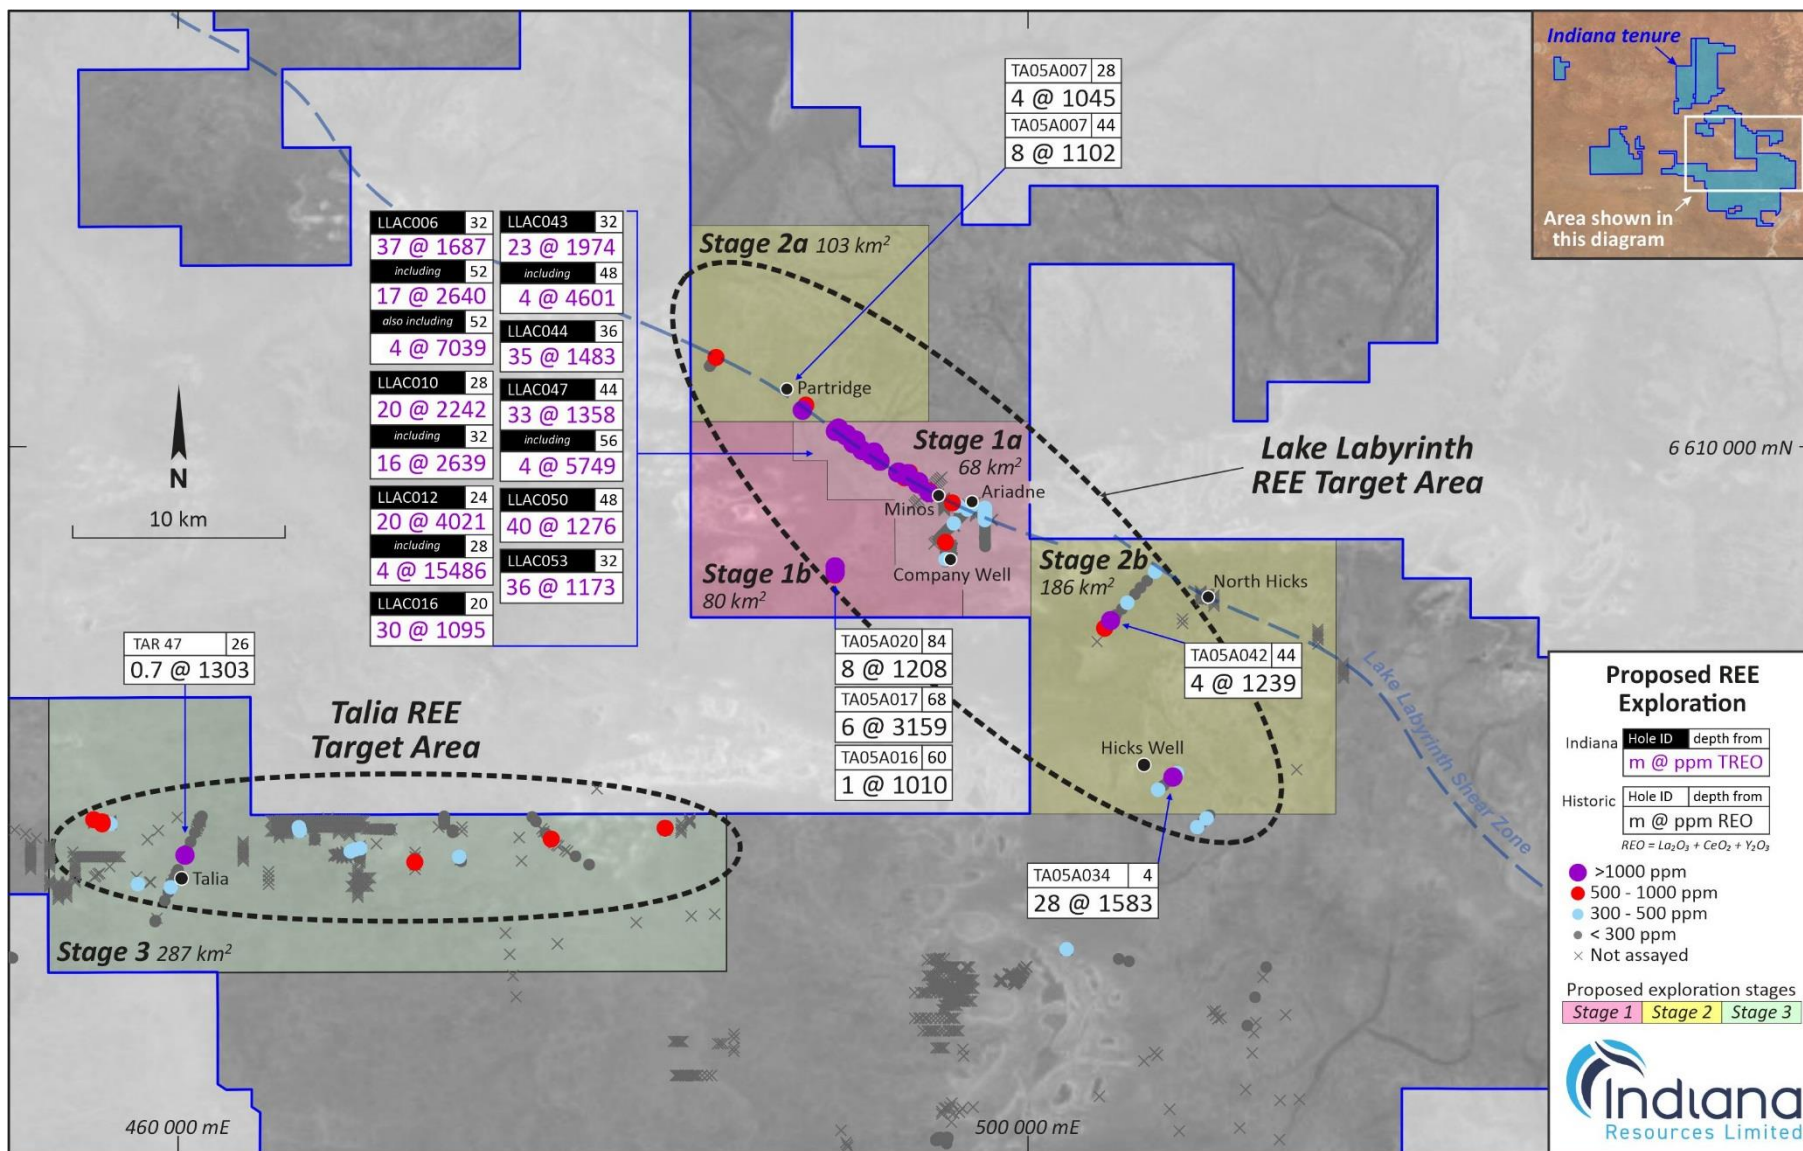 Indiana tenure
Area shown in
this diagram
TA05A007 28
4 @ 1045
TA05A007 44
8 @ 1102
LLAC006 32
37 @ 1687
including 52
17 @ 2640
also including 52
4 @ 7039
LLAC010 28
20 @ 2242
including 32
16 @ 2639
LLAC012 24
20 @ 4021
including 28
4 @ 15486
LLAC016 20
30 @ 1095
LLAC043 32
23 @ 1974
including 48
4 @ 4601
LLAC044 36
35 @ 1483
LLAC047 44
33 @ 1358
including 56
4 @ 5749
LLAC050 48
40 @ 1276
LLAC053 32
36 @ 1173
Stage 2a 103 km²
Partridge
Stage 1a
68 km²
Minos
Ariadne
Company Well
Stage 1b
80 km²
Lake Labyrinth
REE Target Area
6 610 000 mN
N
10 km
Stage 2b
186 km²
North Hicks
TA05A042 44
4 @ 1239
Hicks Well
TA05A020 84
8 @ 1208
TA05A017 68
6 @ 3159
TA05A016 60
1 @ 1010
TAR 47 26
0.7 @ 1303
Talia REE
Target Area
Talia
Stage 3 287 km²
TA05A034 4
28 @ 1583
Lake Labyrinth Shear Zone
460 000 mE
500 000 mE
Proposed REE
Exploration
Indiana
Hole ID depth from
m @ ppm TREO
Historic
Hole ID depth from
m @ ppm REO
REO = La₂O₃ + CeO₂ + Y₂O₃
>1000 ppm
500 - 1000 ppm
300 - 500 ppm
< 300 ppm
Not assayed
Proposed exploration stages
Stage 1 Stage 2 Stage 3
Indiana
Resources Limited